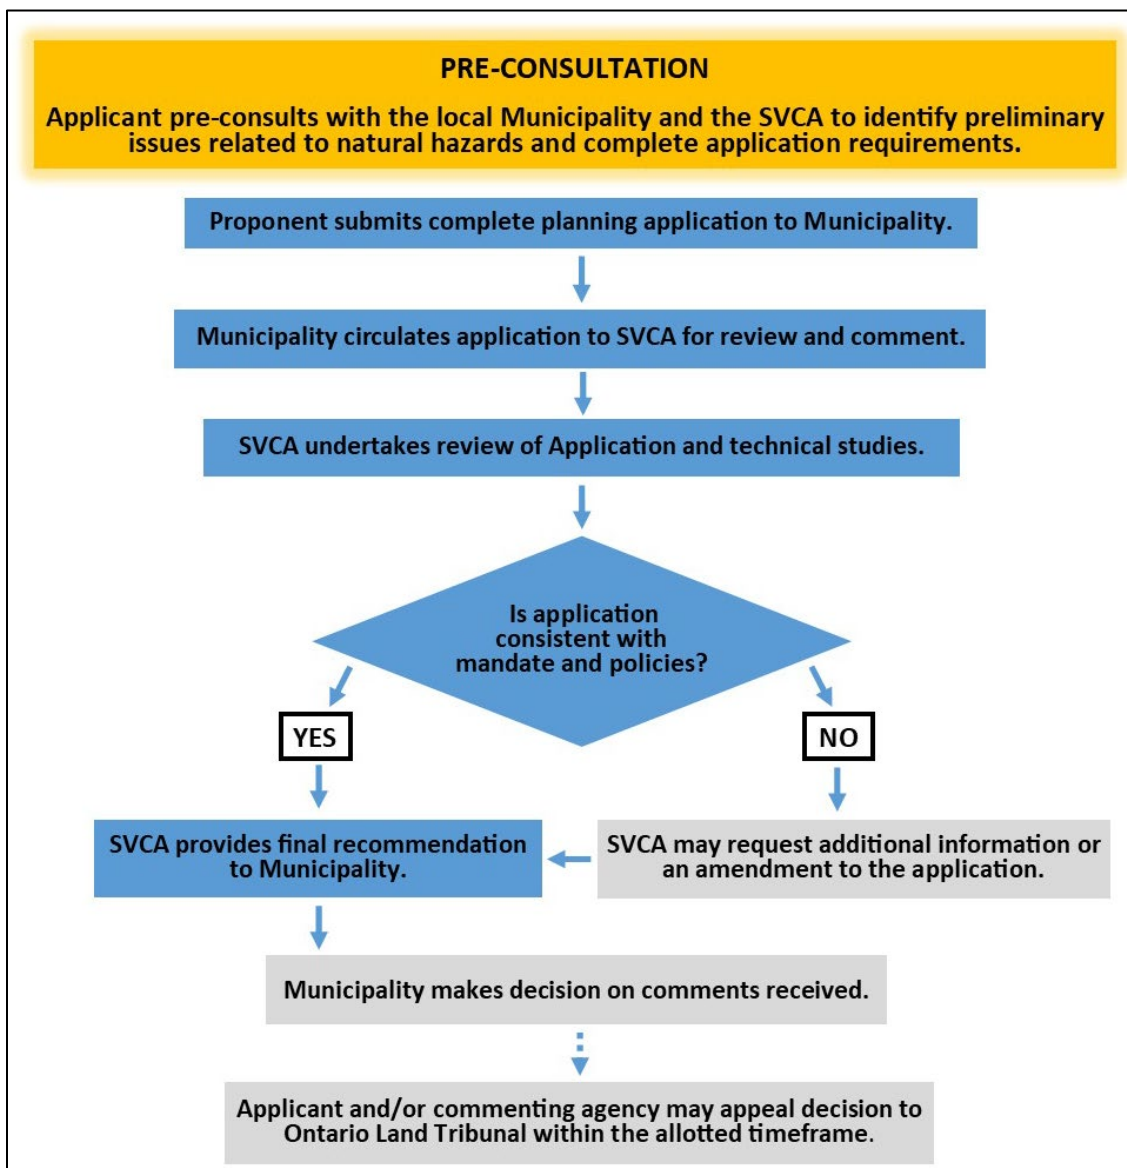 PRE-CONSULTATION
Applicant pre-consults with the local Municipality and the SVCA to identify preliminary
issues related to natural hazards and complete application requirements.
Proponent submits complete planning application to Municipality.
Municipality circulates application to SVCA for review and comment.
SVCA undertakes review of Application and technical studies.
Is application
consistent with
mandate and policies?
YES
NO
SVCA provides final recommendation
to Municipality.
SVCA may request additional information or
an amendment to the application.
Municipality makes decision on comments received.
Applicant and/or commenting agency may appeal decision to
Ontario Land Tribunal within the allotted timeframe.